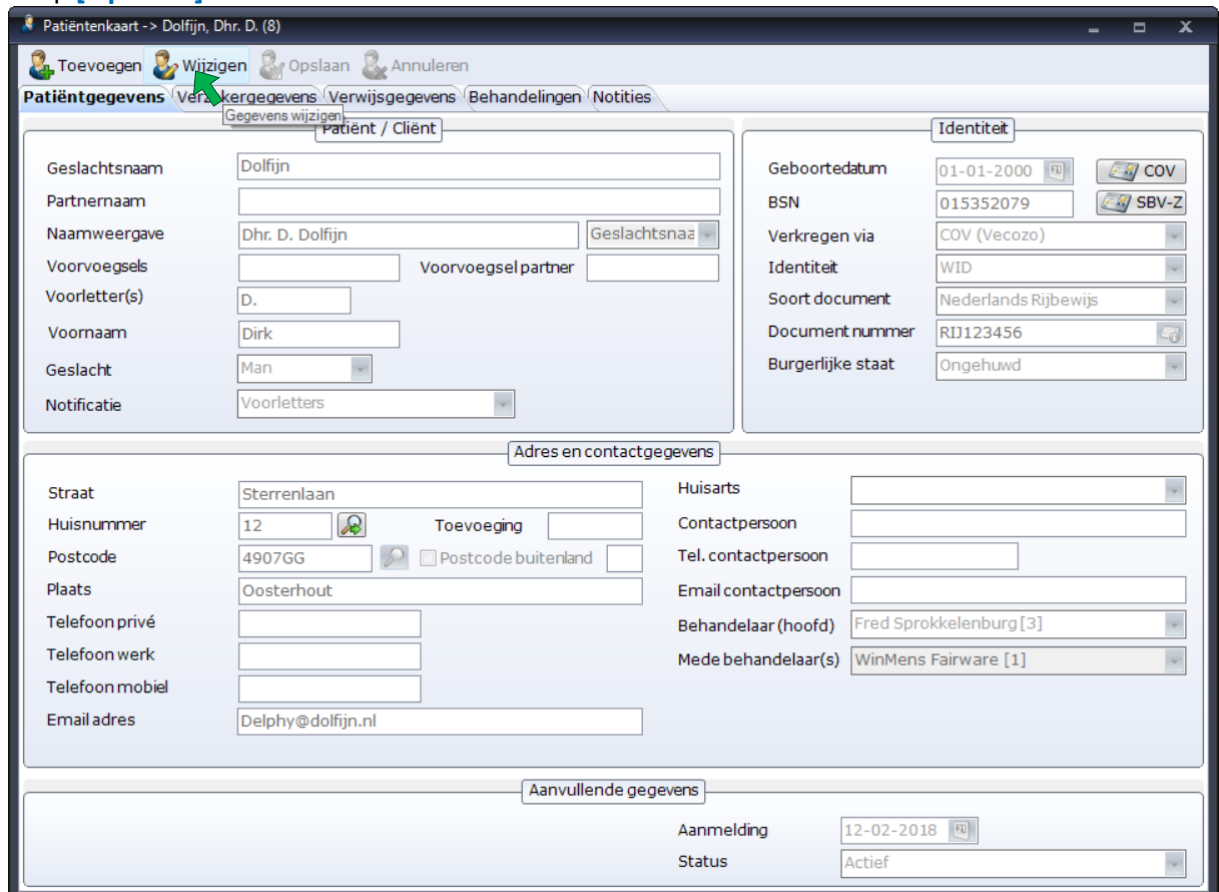 Patiëntenkaart -> Dolfijn, Dhr. D. (8)
Toevoegen Wijzigen Opslaan Annuleren
Patiëntgegevens Verzekergegevens Verwijsgegevens Behandelingen Notities
Gegevens wijzigen
Patiënt / Cliënt
Geslachtsnaam Dolfijn
Partnernaam
Naamweergave Dhr. D. Dolfijn Geslachtsnaa
Voorvoegsels Voorvoegsel partner
Voorletter(s) D.
Voornaam Dirk
Geslacht Man
Notificatie Voorletters
Identiteit
Geboortedatum 01-01-2000 COV
BSN 015352079 SBV-Z
Verkregen via COV (Vecozo)
Identiteit WID
Soort document Nederlands Rijbewijs
Document nummer RIJ123456
Burgerlijke staat Ongehuwd
Adres en contactgegevens
Straat Sterrenlaan
Huisnummer 12 Toevoeging
Postcode 4907GG Postcode buitenland
Plaats Oosterhout
Telefoon privé
Telefoon werk
Telefoon mobiel
Email adres Delphy@dolfijn.nl
Huisarts
Contactpersoon
Tel. contactpersoon
Email contactpersoon
Behandelaar (hoofd) Fred Sprokkelenburg [3]
Mede behandelaar(s) WinMens Fairware [1]
Aanvullende gegevens
Aanmelding 12-02-2018
Status Actief